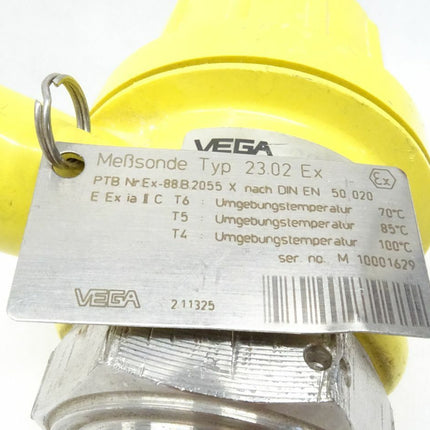 VEGA
Meßsonde Typ 23.02 Ex
PTB Nr Ex-88.B.2055 X nach DIN EN 50 020
E Ex ia II C T6 : Umgebungstemperatur 70°C
T5 : Umgebungstemperatur 85°C
T4 : Umgebungstemperatur 100°C
ser. no. M 10001629
VEGA 2.11325
Ex